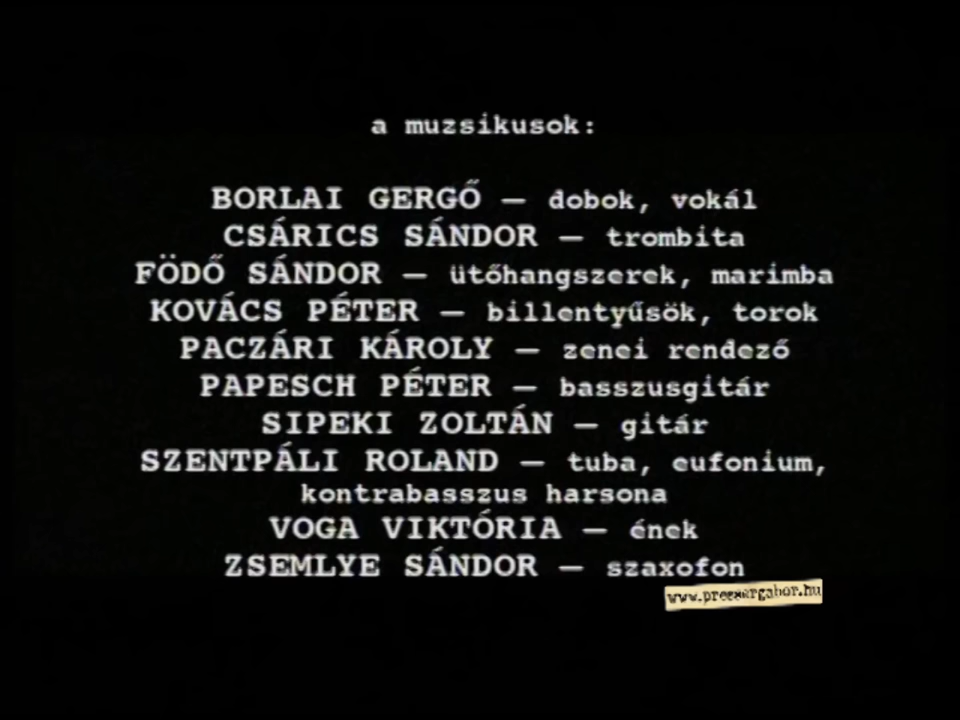 a muzsikusok:
BORLAI GERGŐ – dobok, vokál
CSÁRICS SÁNDOR – trombita
FÖDŐ SÁNDOR – ütőhangszerek, marimba
KOVÁCS PÉTER – billentyűsök, torok
PACZÁRI KÁROLY – zenei rendező
PAPESCH PÉTER – basszusgitár
SIPEKI ZOLTÁN – gitár
SZENTPÁLI ROLAND – tuba, eufonium,
kontrabasszus harsona
VOGA VIKTÓRIA – ének
ZSEMLYE SÁNDOR – szaxofon
www.pressergabor.hu